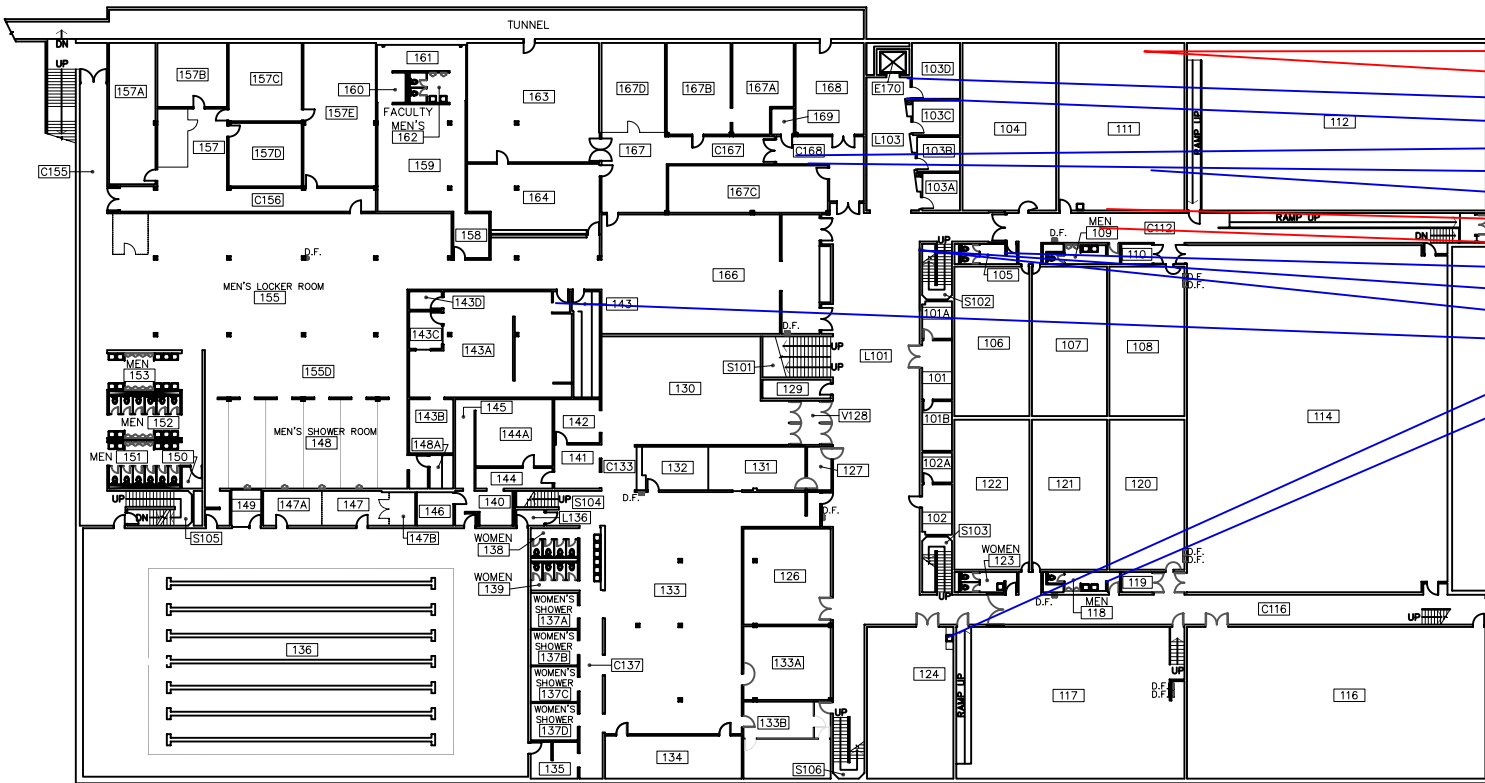 TUNNEL
DN
UP
157A
157B
157C
157E
157D
157
160
161
FACULTY
MEN'S
162
159
163
164
158
167D
167B
167A
168
169
167
C167
C168
167C
E170
L103
103D
103C
103B
103A
104
111
RAMP UP
112
C155
C156
D.F.
MEN'S LOCKER ROOM
155
166
D.F.
MEN
109
C112
RAMP UP
DN
UP
105
110
D.F.
D.F.
S102
143D
143
143C
143A
101A
106
107
108
D.F.
S101
UP
UP
L101
MEN
153
155D
130
129
101
114
143B
145
142
V128
MEN
152
MEN'S SHOWER ROOM
148
144A
101B
148A
MEN
151
150
141
C133
132
131
127
102A
122
121
120
144
D.F.
149
147A
147
146
140
UP
S104
102
UP
DN
L136
D.F.
S105
147B
WOMEN
138
S103
WOMEN
123
D.F.
D.F.
WOMEN
139
133
126
119
UP
D.F.
MEN
118
C116
UP
WOMEN'S
SHOWER
137A
136
WOMEN'S
SHOWER
137B
C137
133A
WOMEN'S
SHOWER
137C
124
RAMP UP
117
UP
D.F.
D.F.
116
WOMEN'S
SHOWER
137D
133B
UP
135
134
S106